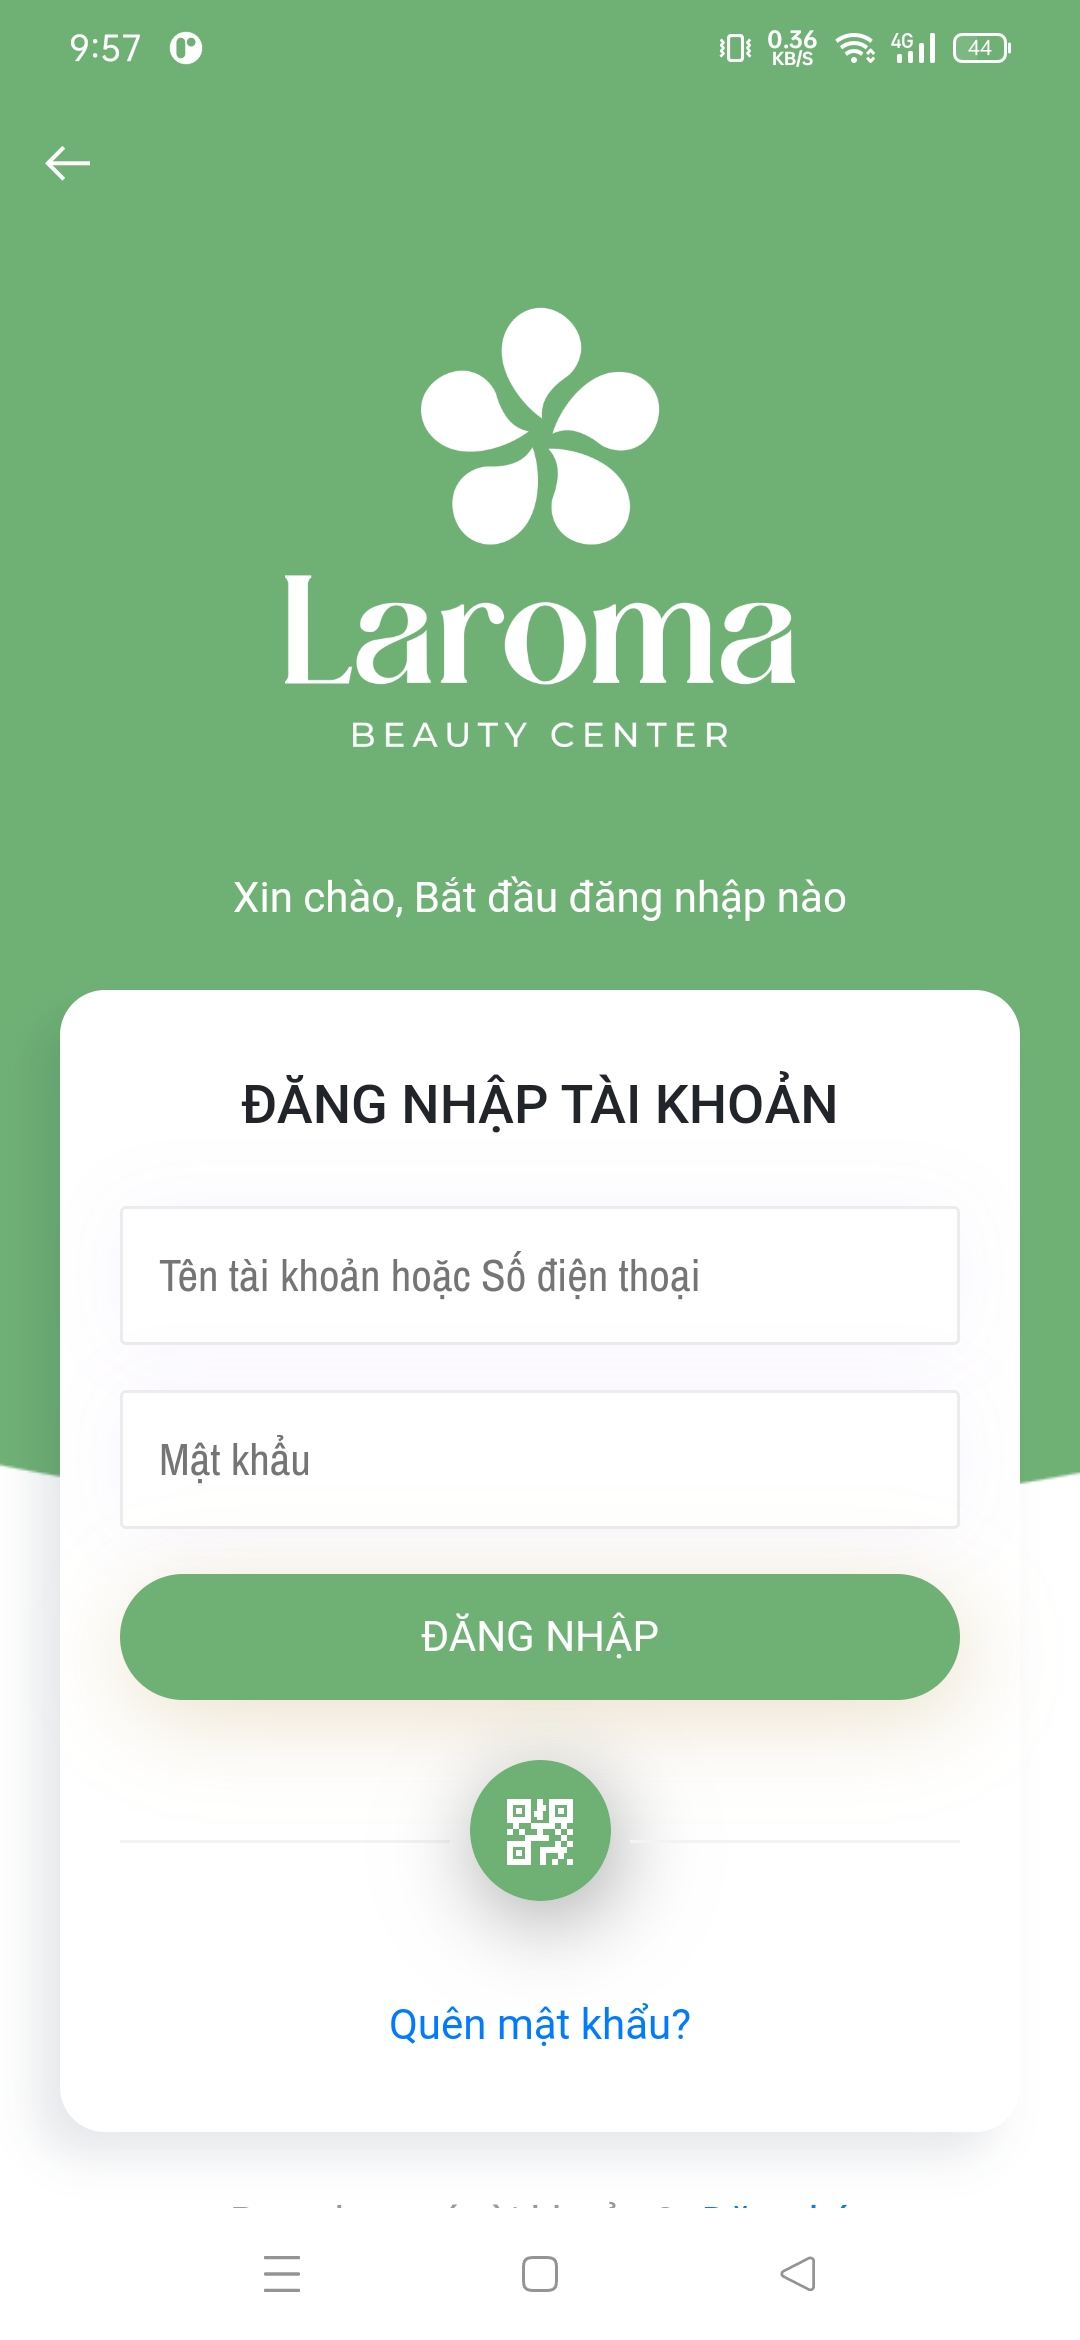 9:57
0.36
KB/S
4G
44
Laroma
BEAUTY CENTER
Xin chào, Bắt đầu đăng nhập nào
ĐĂNG NHẬP TÀI KHOẢN
Tên tài khoản hoặc Số điện thoại
Mật khẩu
ĐĂNG NHẬP
Quên mật khẩu?